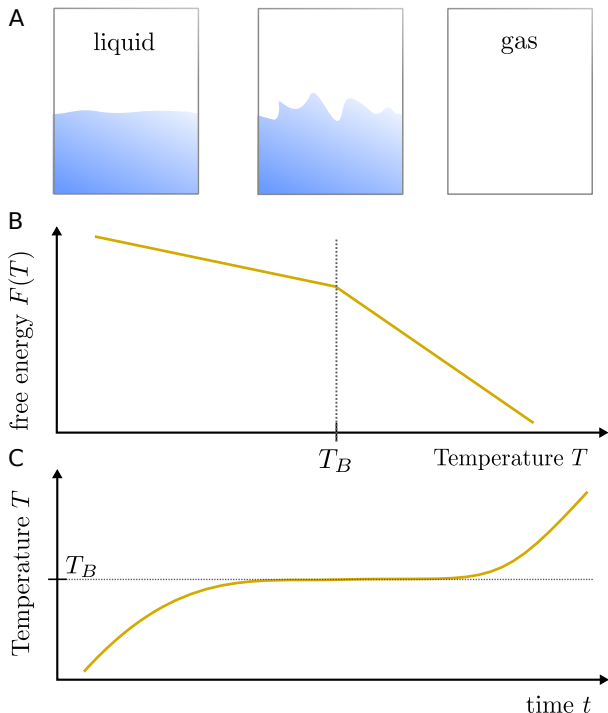 A
liquid
gas
B
free energy F(T)
T_B
Temperature T
C
Temperature T
T_B
time t